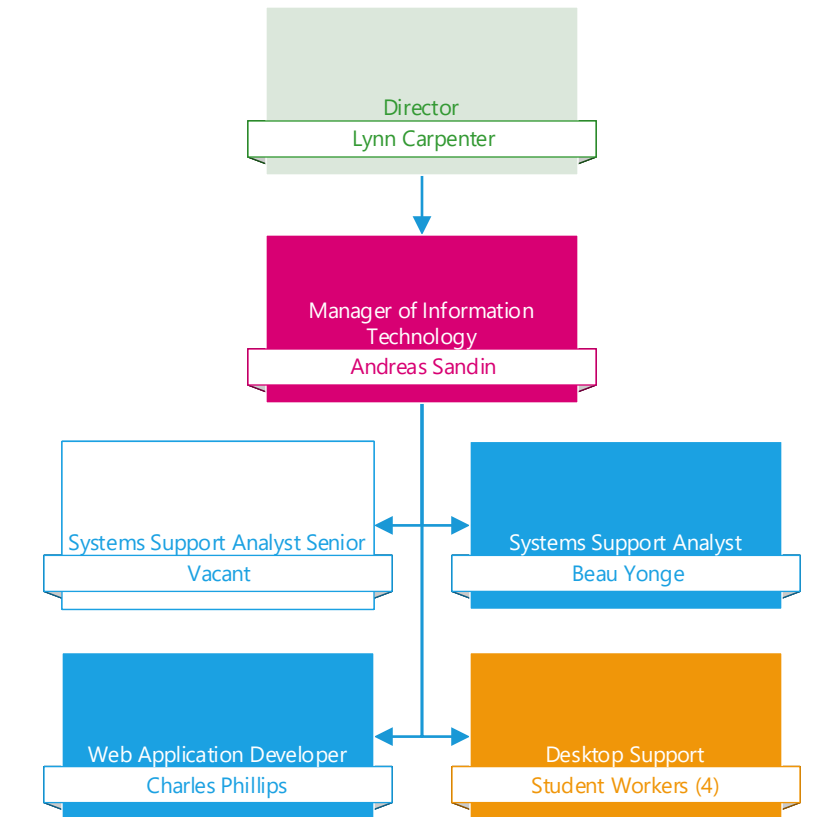 Director
Lynn Carpenter
Manager of Information
Technology
Andreas Sandin
Systems Support Analyst Senior
Vacant
Systems Support Analyst
Beau Yonge
Web Application Developer
Charles Phillips
Desktop Support
Student Workers (4)